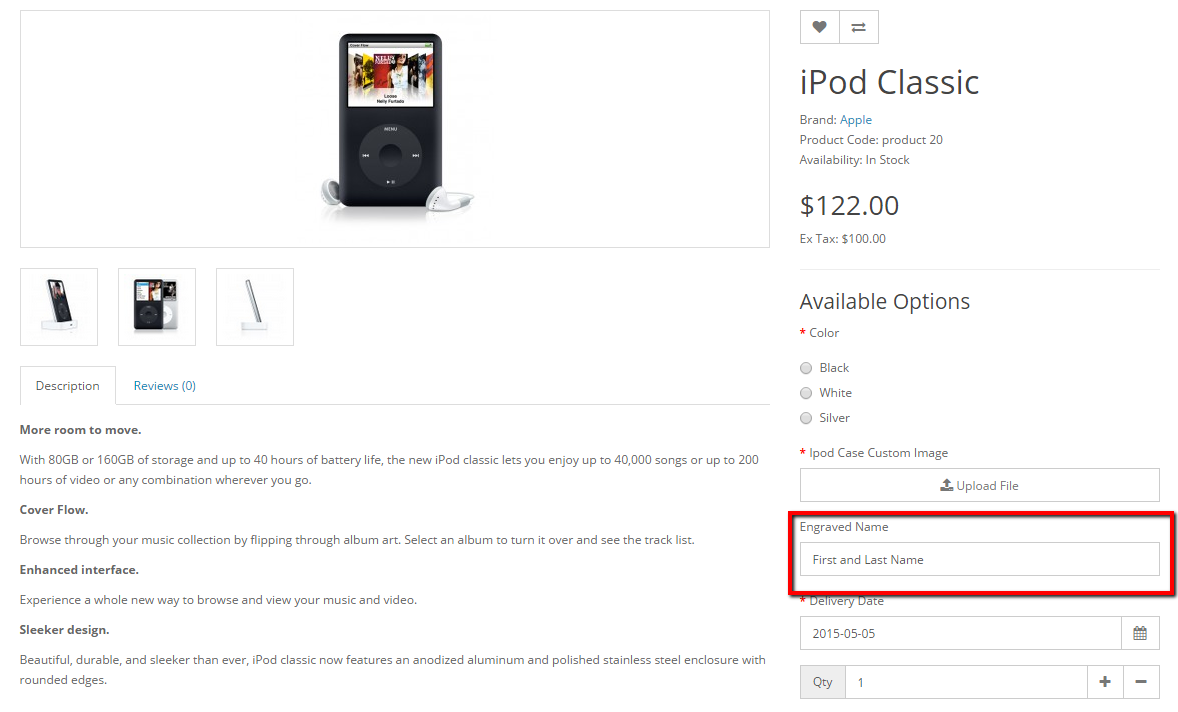 Cover Flow
NELLY
Loose
Nelly Furtado
MENU
Description
Reviews (0)
More room to move.
With 80GB or 160GB of storage and up to 40 hours of battery life, the new iPod classic lets you enjoy up to 40,000 songs or up to 200
hours of video or any combination wherever you go.
Cover Flow.
Browse through your music collection by flipping through album art. Select an album to turn it over and see the track list.
Enhanced interface.
Experience a whole new way to browse and view your music and video.
Sleeker design.
Beautiful, durable, and sleeker than ever, iPod classic now features an anodized aluminum and polished stainless steel enclosure with
rounded edges.
iPod Classic
Brand: Apple
Product Code: product 20
Availability: In Stock
$122.00
Ex Tax: $100.00
Available Options
* Color
Black
White
Silver
* Ipod Case Custom Image
Upload File
Engraved Name
First and Last Name
* Delivery Date
2015-05-05
Qty 1